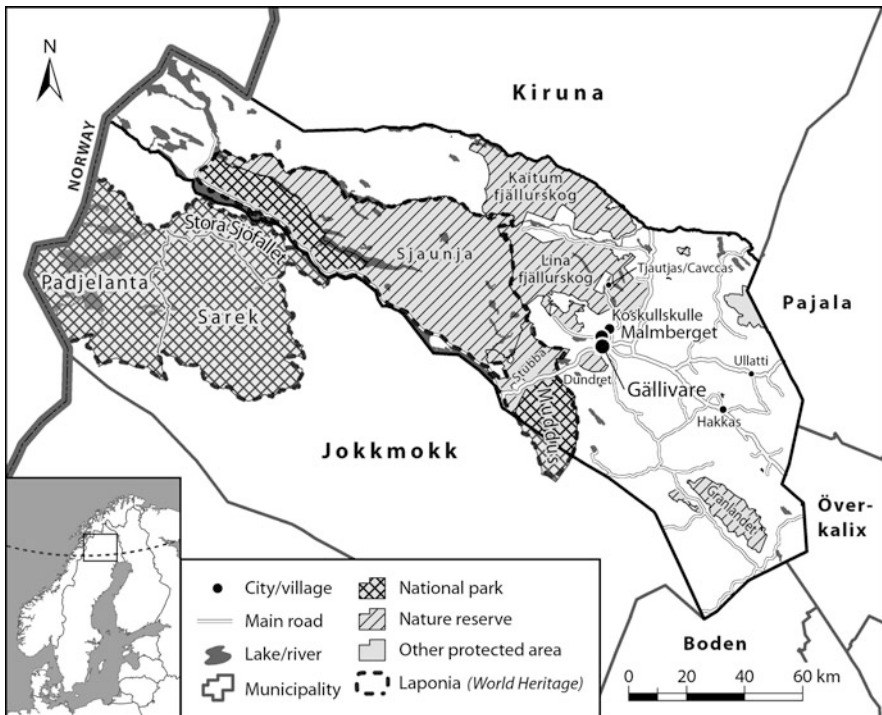 N
Kiruna
NORWAY
Kaitum
fjällurskog
Stora Sjöfallet
Sjaunja
Lina
fjällurskog
Tjautjas/Cavccas
Padjelanta
Sarek
Koskullskulle
Malmberget
Pajala
Stubba
Dundret
Ullatti
Gällivare
Muddus
Hakkas
Jokkmokk
Granlandet
Över-
kalix
City/village
Main road
Lake/river
Municipality
National park
Nature reserve
Other protected area
Laponia (World Heritage)
Boden
0 20 40 60 km